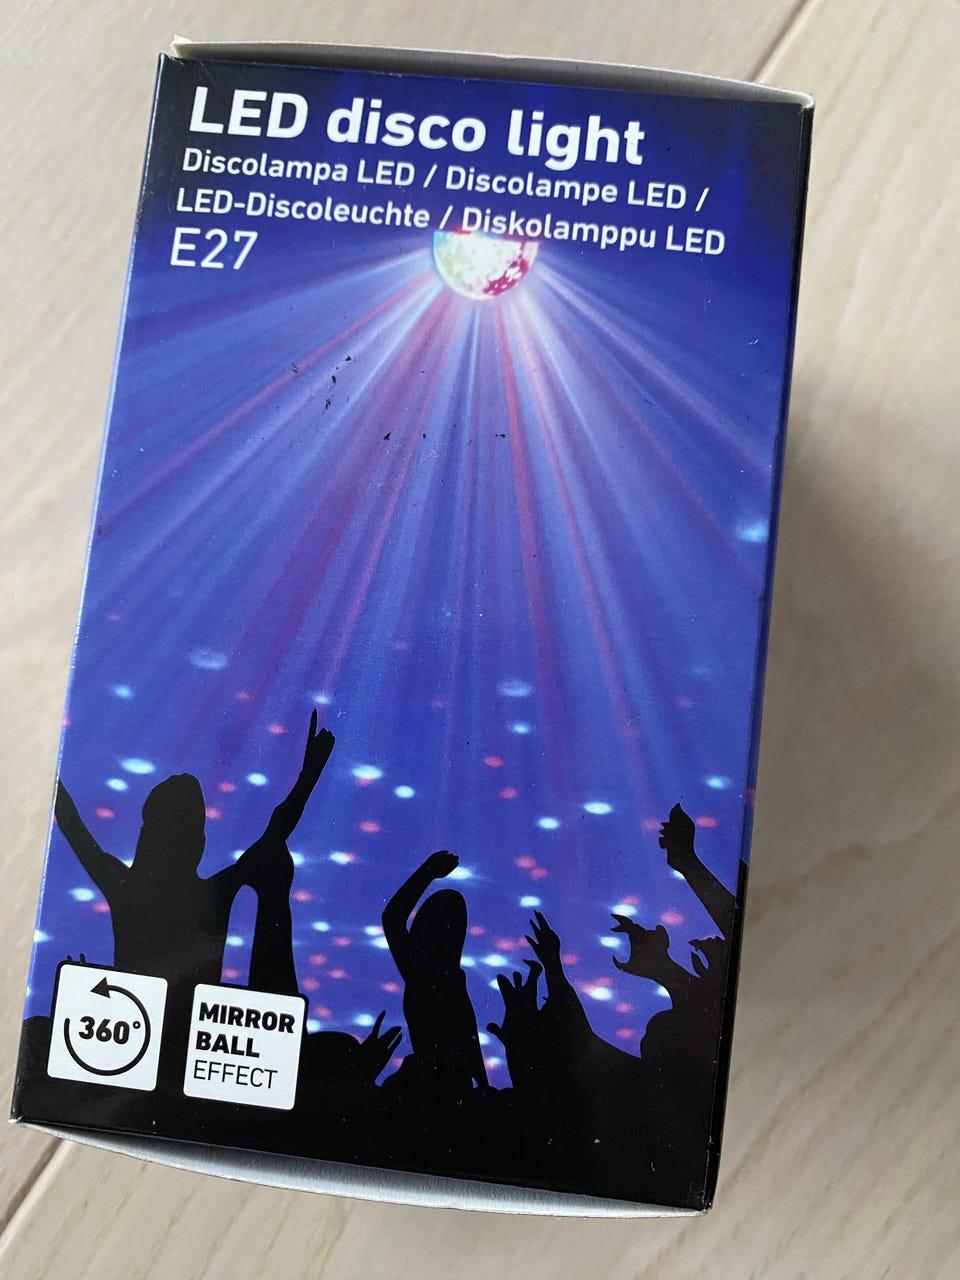 LED disco light
Discolampa LED / Discolampe LED /
LED-Discoleuchte / Diskolamppu LED
E27
360°
MIRROR
BALL
EFFECT